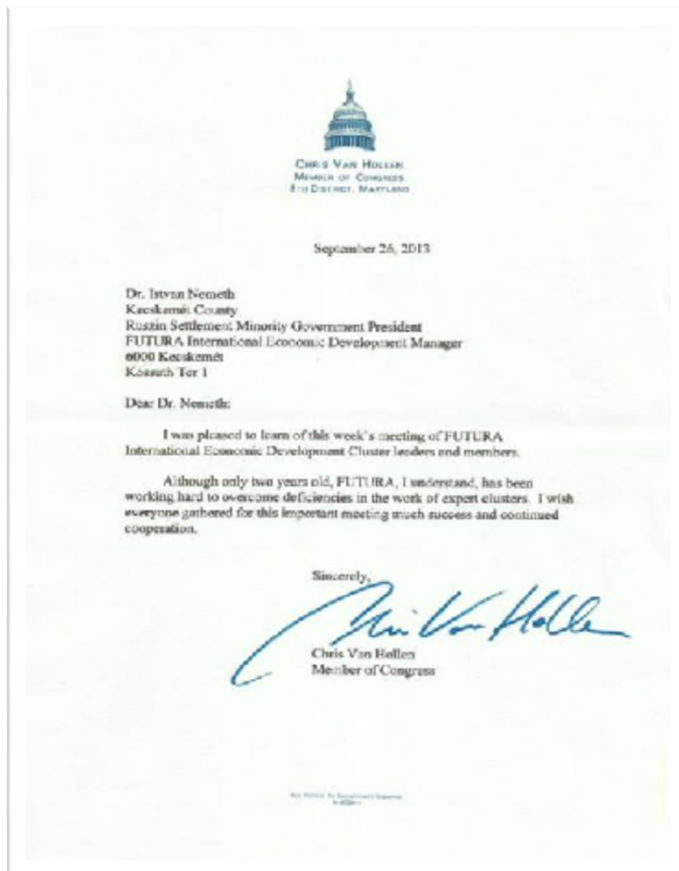 CHRIS VAN HOLLEN
MEMBER OF CONGRESS
8TH DISTRICT, MARYLAND
September 26, 2013
Dr. Istvan Nemeth
Kecskemét County
Ruszin Settlement Minority Government President
FUTURA International Economic Development Manager
6000 Kecskemét
Kossuth Ter 1
Dear Dr. Nemeth:
I was pleased to learn of this week's meeting of FUTURA
International Economic Development Cluster leaders and members.
Although only two years old, FUTURA, I understand, has been
working hard to overcome deficiencies in the work of expert clusters. I wish
everyone gathered for this important meeting much success and continued
cooperation.
Sincerely,
Chris Van Hollen
Chris Van Hollen
Member of Congress